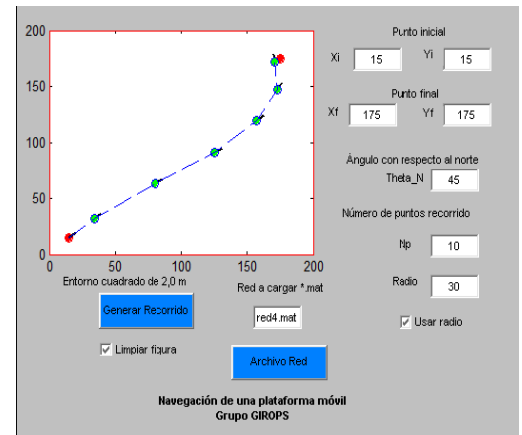 200
150
100
50
0
0 50 100 150 200
Entorno cuadrado de 2,0 m
Red a cargar *.mat
Generar Recorrido
red4.mat
Limpiar figura
Archivo Red
Punto inicial
Xi 15 Yi 15
Punto final
Xf 175 Yf 175
Ángulo con respecto al norte
Theta_N 45
Número de puntos recorrido
Np 10
Radio 30
Usar radio
Navegación de una plataforma móvil
Grupo GIROPS